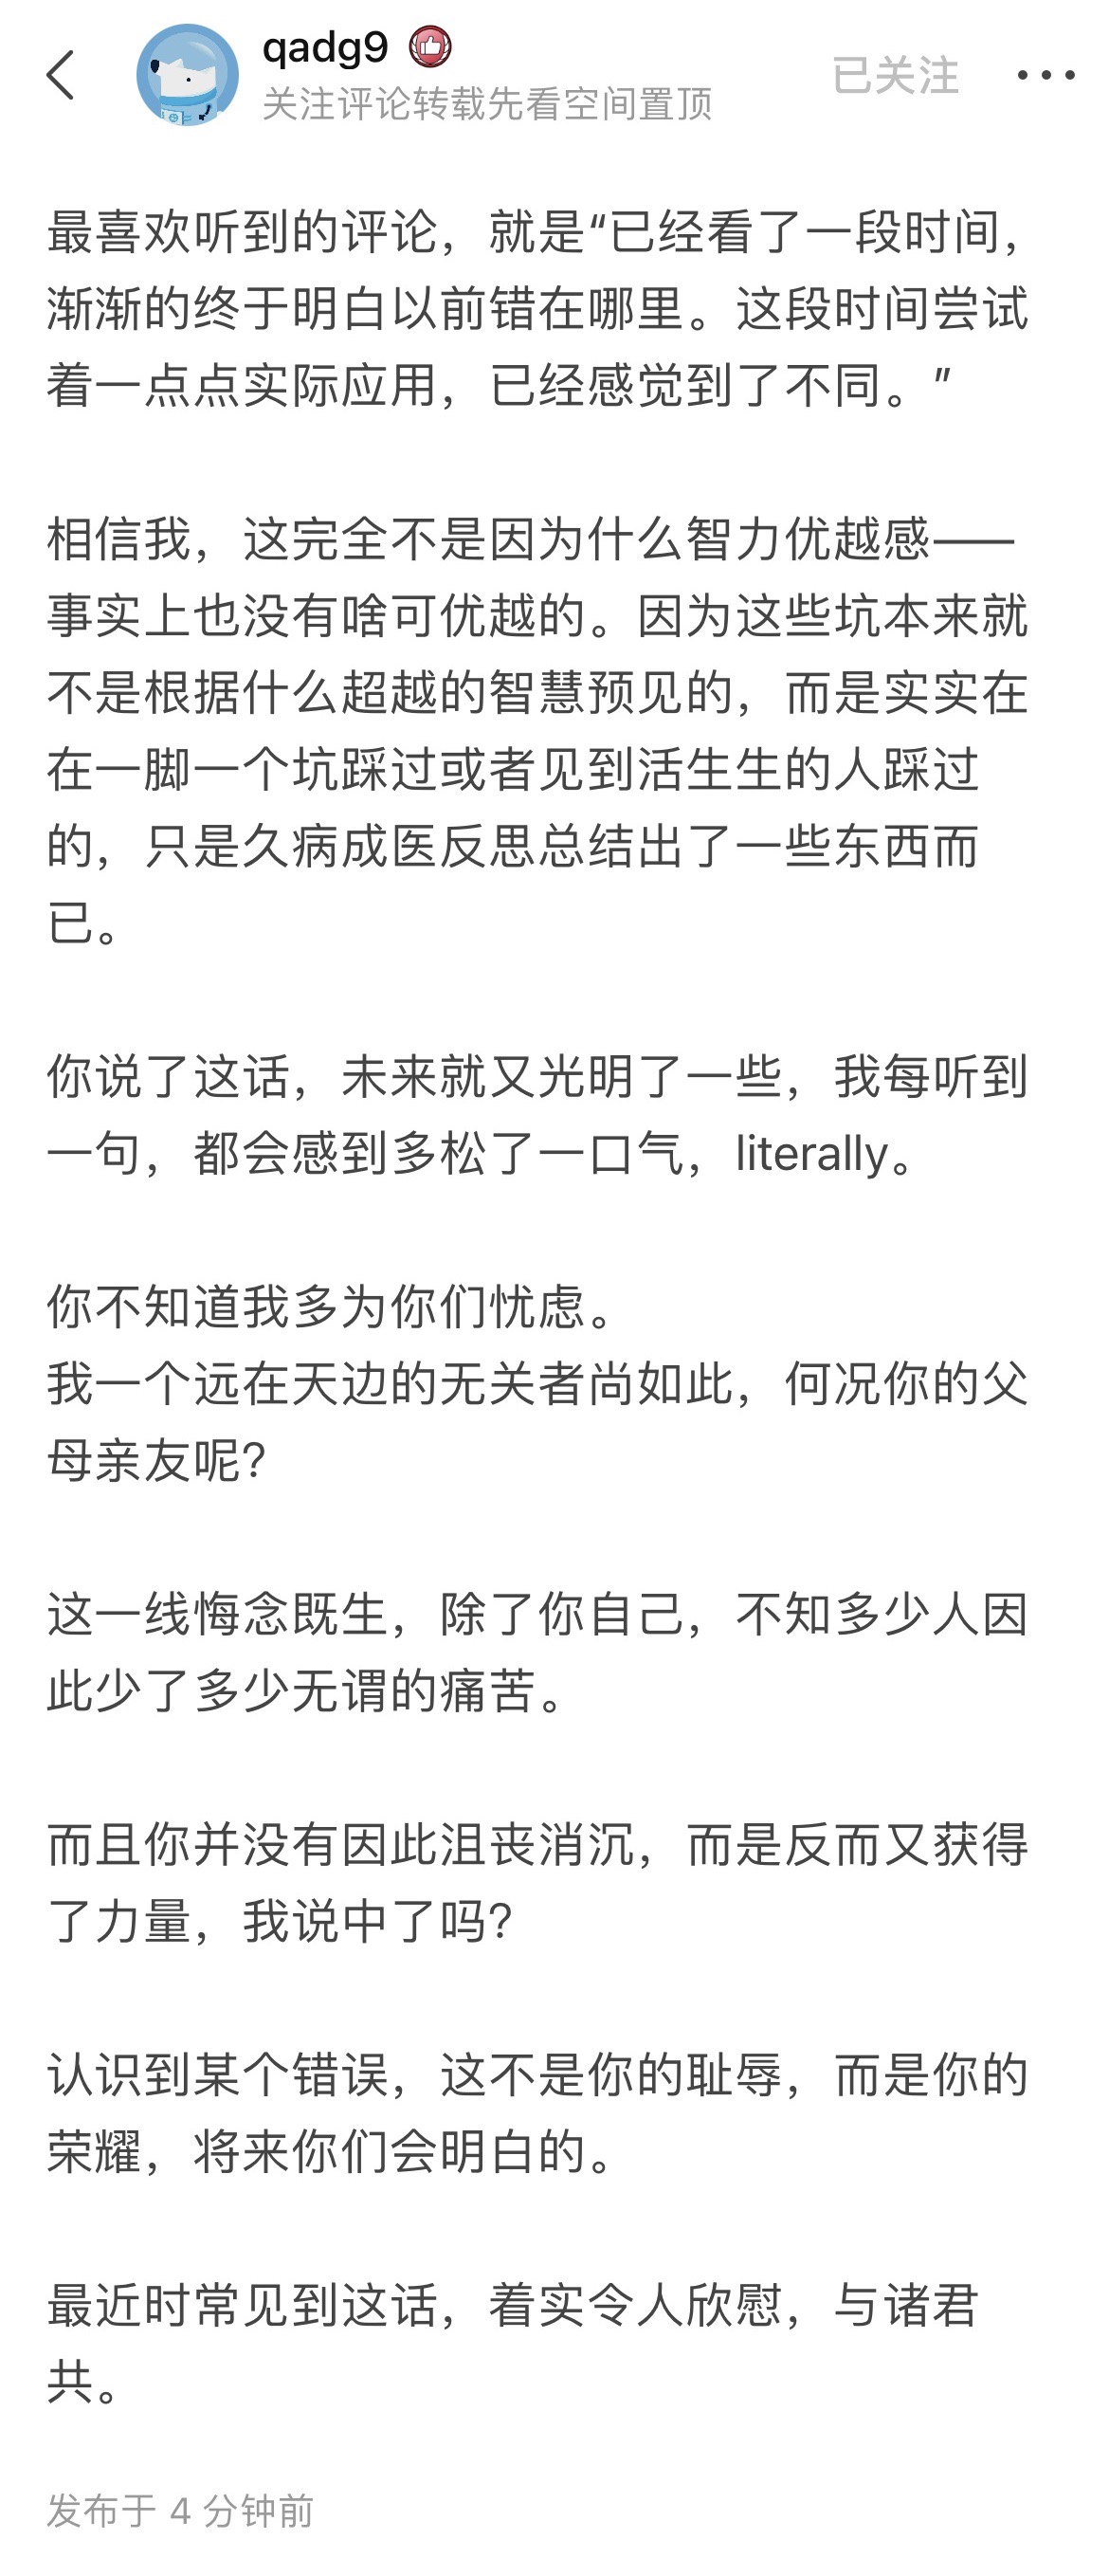 qadg9
已关注
关注评论转载先看空间置顶
最喜欢听到的评论，就是“已经看了一段时间，
渐渐的终于明白以前错在哪里。这段时间尝试
着一点点实际应用，已经感觉到了不同。”
相信我，这完全不是因为什么智力优越感——
事实上也没有啥可优越的。因为这些坑本来就
不是根据什么超越的智慧预见的，而是实实在
在一脚一个坑踩过或者见到活生生的人踩过
的，只是久病成医反思总结出了一些东西而
已。
你说了这话，未来就又光明了一些，我每听到
一句，都会感到多松了一口气，literally。
你不知道我多为你们忧虑。
我一个远在天边的无关者尚如此，何况你的父
母亲友呢？
这一线悔念既生，除了你自己，不知多少人因
此少了多少无谓的痛苦。
而且你并没有因此沮丧消沉，而是反而又获得
了力量，我说中了吗？
认识到某个错误，这不是你的耻辱，而是你的
荣耀，将来你们会明白的。
最近时常见到这话，着实令人欣慰，与诸君
共。
发布于 4 分钟前